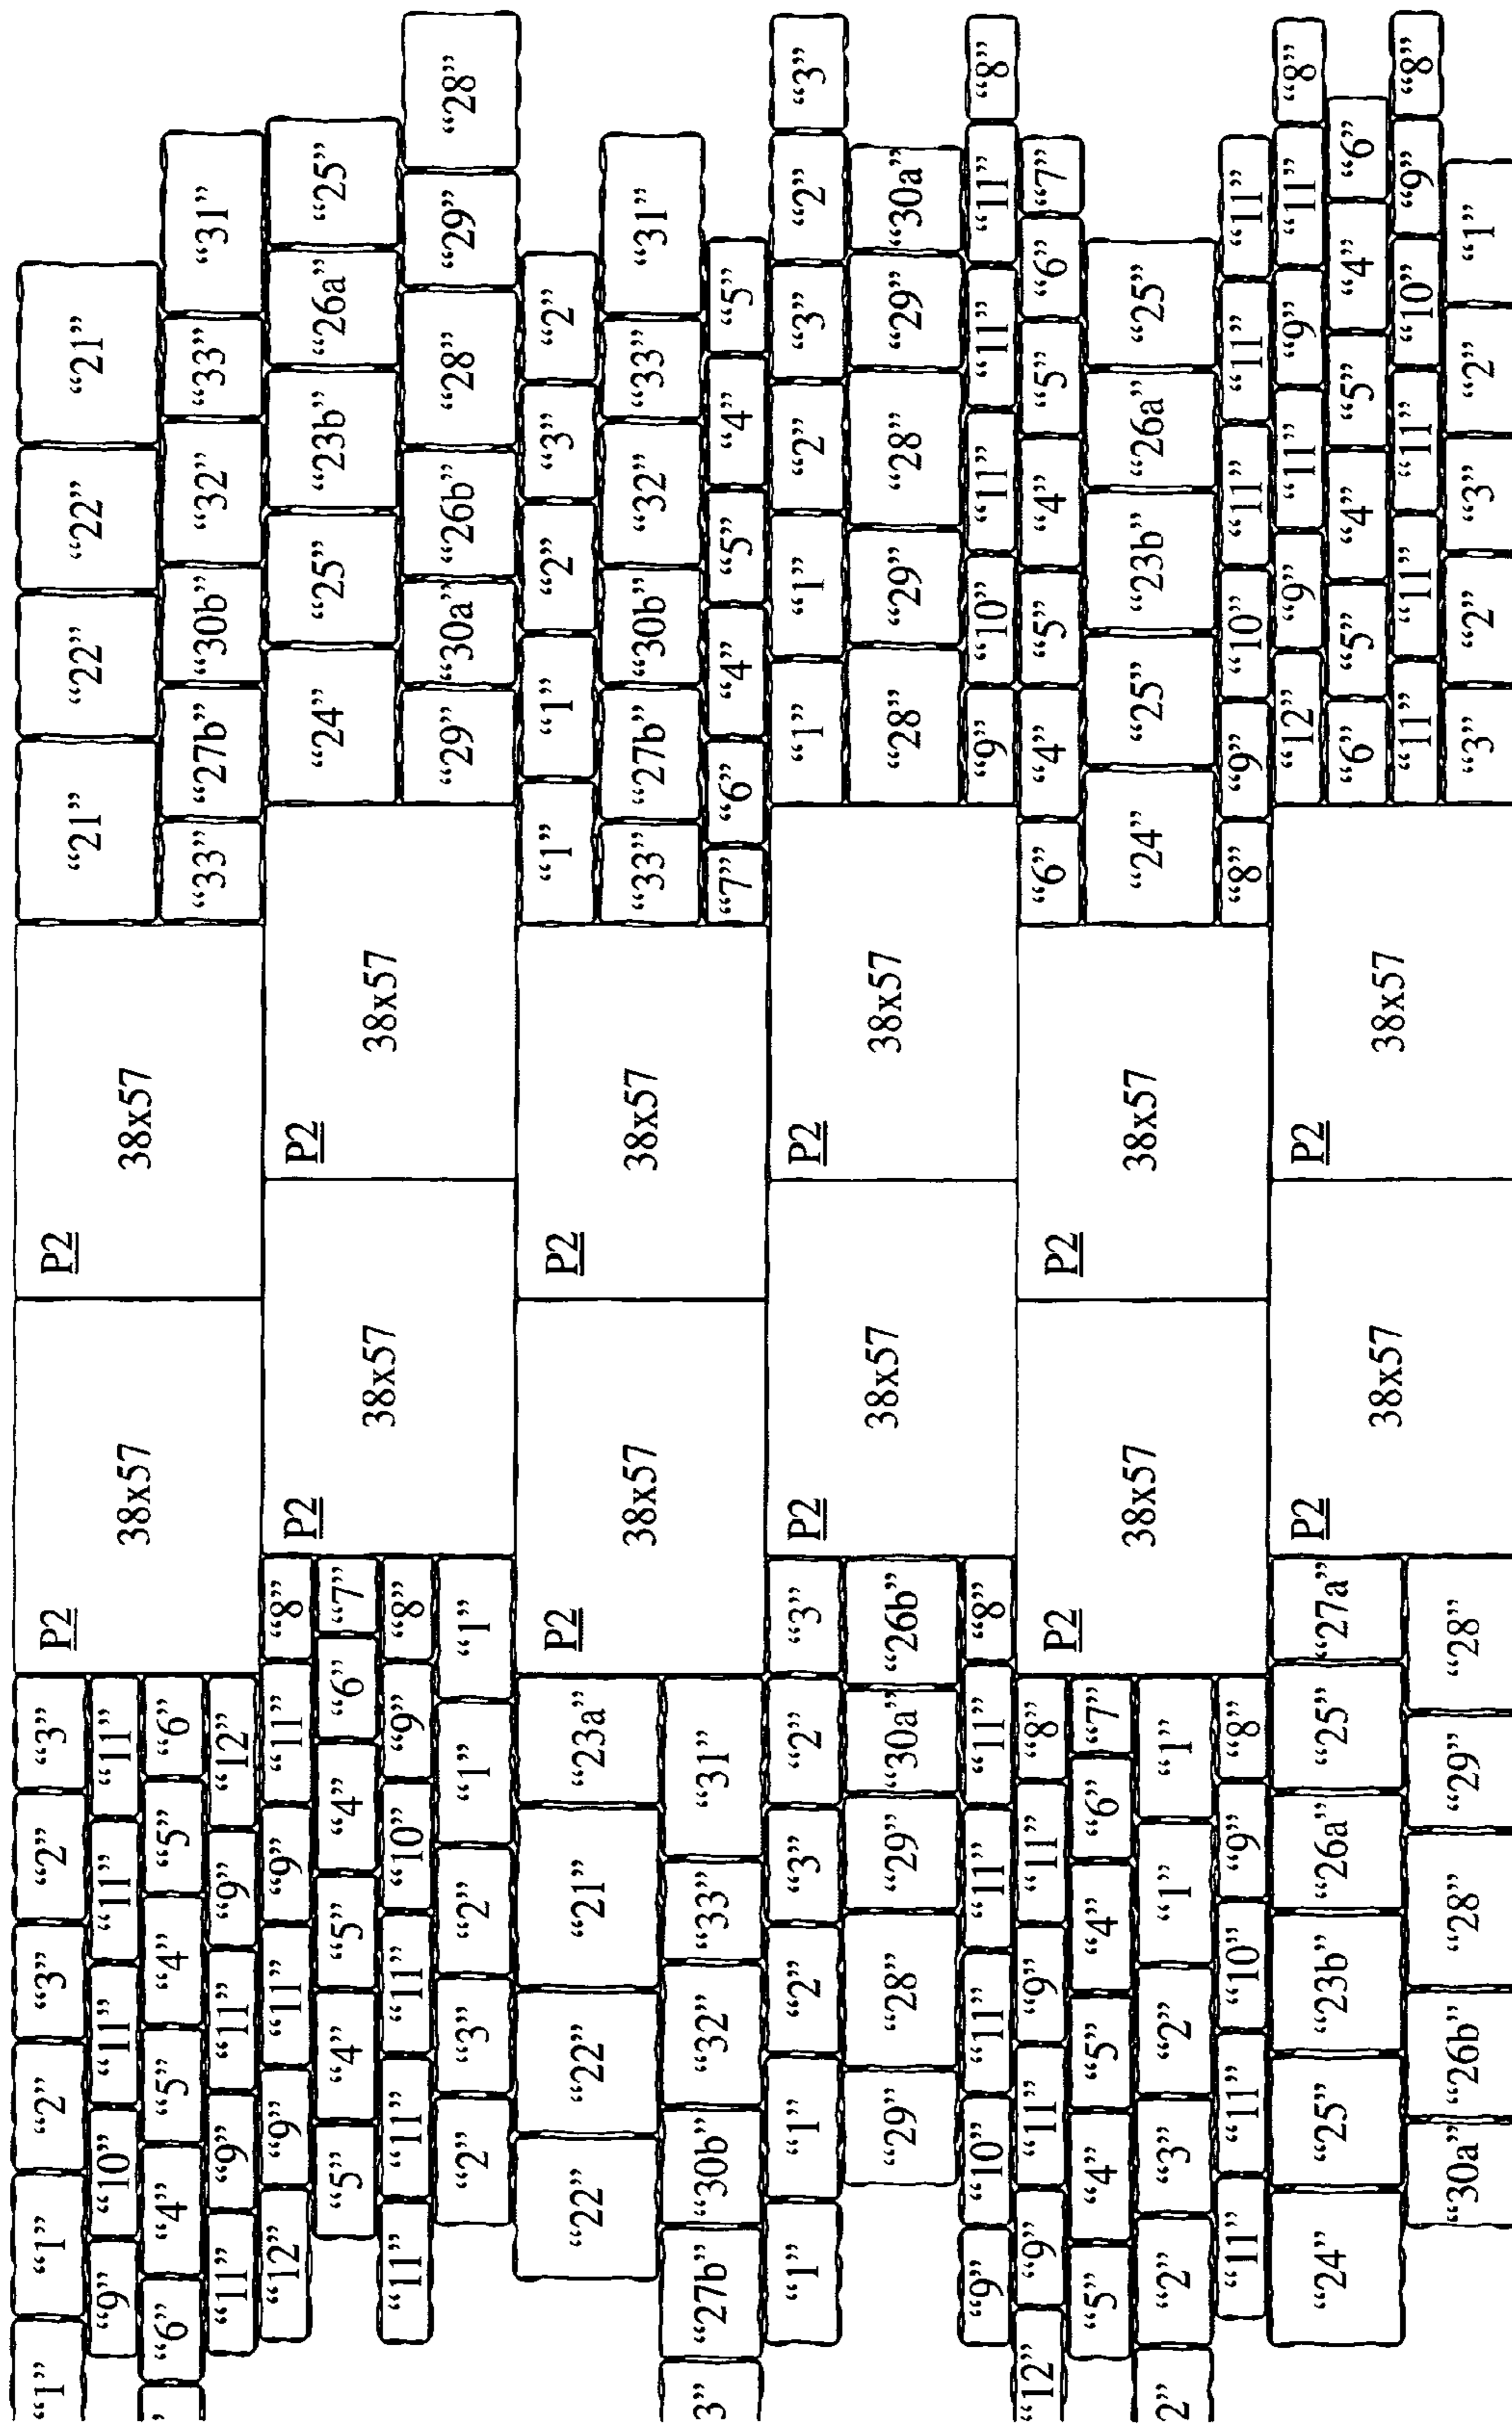 “1” “1” “2” “3” “2” “3” P2 P2 “21” “22” “22” “21”
“9” “10” “11” “11” “11” “11” 38x57 38x57
“6” “4” “5” “4” “5” “6” “33” “27b” “30b” “32” “33” “31”
“11” “9” “11” “9” “12”
“12” “9” “9” “11” “9” “11” “8” P2 P2 “24” “25” “23b” “26a” “25”
“5” “4” “5” “4” “6” “7” 38x57 38x57
“11” “11” “11” “10” “9” “8”
“2” “3” “2” “1” “1” “29” “30a” “26b” “28” “29” “28”
P2 P2 “1” “1” “2” “3” “2”
“22” “22” “21” “23a” 38x57 38x57 “33” “27b” “30b” “32” “33” “31”
3” “27b” “30b” “32” “33” “31” “7” “6” “4” “5” “4” “5”
“1” “1” “2” “3” “2” “3” P2 P2 “1” “1” “2” “3” “2” “3”
“29” “28” “29” “30a” “26b” 38x57 38x57 “28” “29” “28” “29” “30a”
“9” “10” “11” “11” “11” “8” “9” “10” “11” “11” “11” “8”
“12” “9” “11” “9” “11” “8” P2 P2 “6” “4” “5” “4” “5” “6” “7”
“5” “4” “5” “4” “6” “7”
2” “2” “3” “2” “1” “1” 38x57 38x57 “24” “25” “23b” “26a” “25”
“11” “11” “10” “9” “8” “8” “9” “10” “11” “11” “11”
“24” “25” “23b” “26a” “25” “27a” P2 P2 “12” “9” “11” “9” “11” “8”
38x57 38x57 “6” “5” “4” “5” “4” “6”
“11” “11” “11” “10” “9” “8”
“30a” “26b” “28” “29” “28” “3” “2” “3” “2” “1”